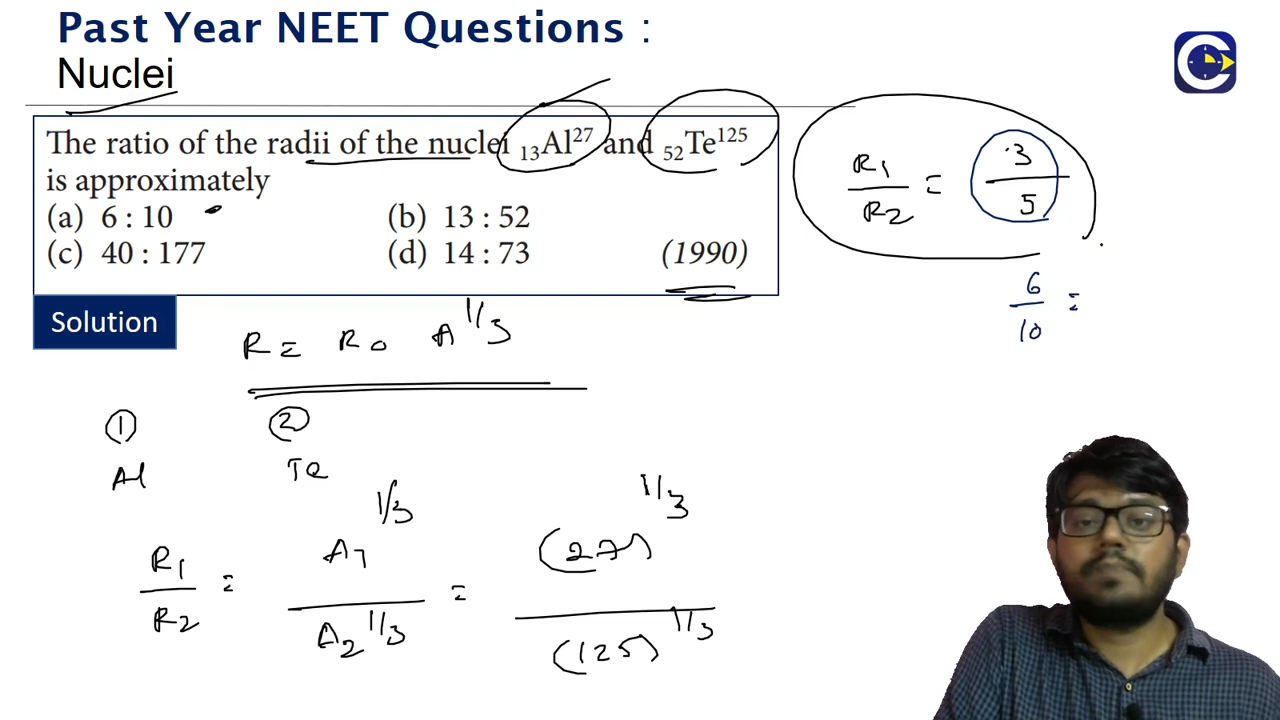 Past Year NEET Questions :
Nuclei
The ratio of the radii of the nuclei ₁₃Al²⁷ and ₅₂Te¹²⁵
is approximately
(a) 6 : 10 (b) 13 : 52
(c) 40 : 177 (d) 14 : 73 (1990)
R₁/R₂ = 3/5
6/10 =
Solution
R = R₀ A^1/3
① ②
Al Te
R₁/R₂ = A₁^1/3 / A₂^1/3 = (27)^1/3 / (125)^1/3